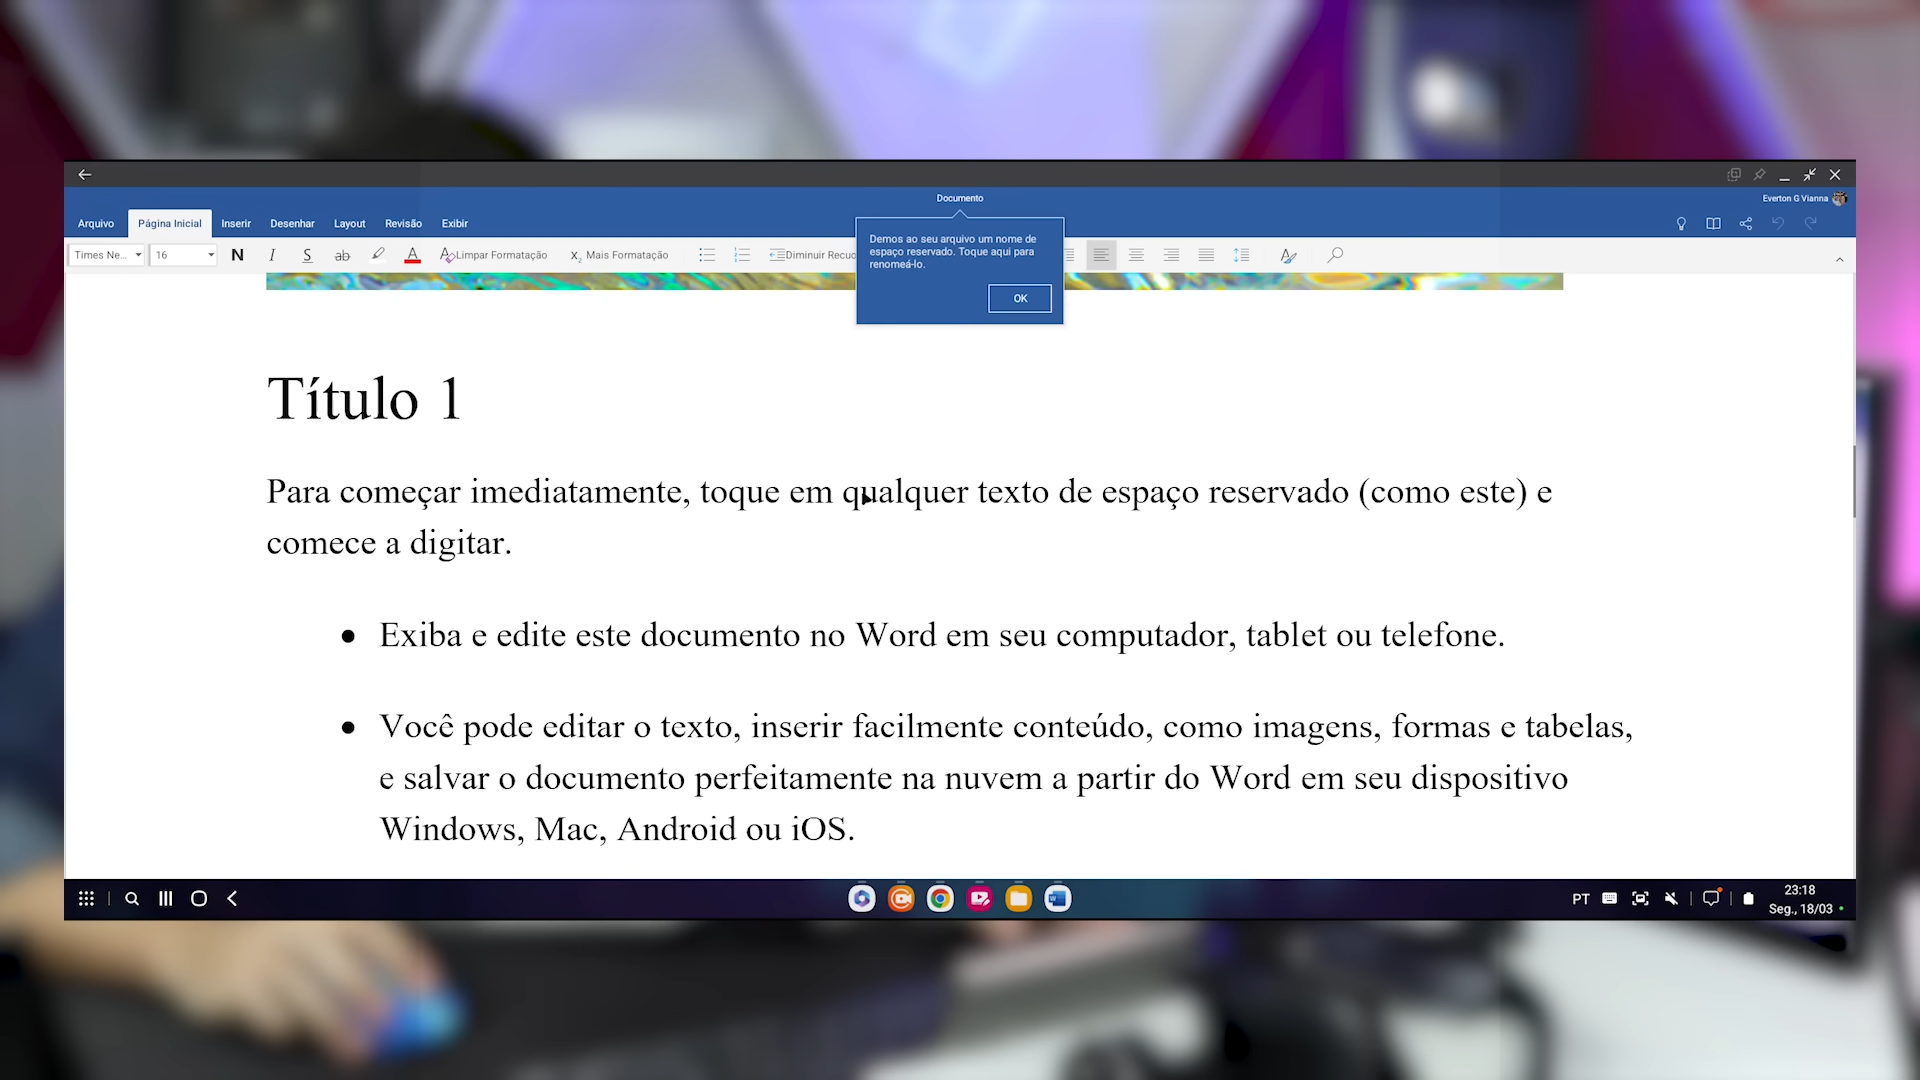 Documento
Everton G Vianna
Arquivo Página Inicial Inserir Desenhar Layout Revisão Exibir
Times Ne... 16 N I S ab A Limpar Formatação X₂ Mais Formatação Diminuir Recuo
Demos ao seu arquivo um nome de
espaço reservado. Toque aqui para
renomeá-lo.
OK
Título 1
Para começar imediatamente, toque em qualquer texto de espaço reservado (como este) e
comece a digitar.
• Exiba e edite este documento no Word em seu computador, tablet ou telefone.
• Você pode editar o texto, inserir facilmente conteúdo, como imagens, formas e tabelas,
e salvar o documento perfeitamente na nuvem a partir do Word em seu dispositivo
Windows, Mac, Android ou iOS.
PT
23:18
Seg., 18/03